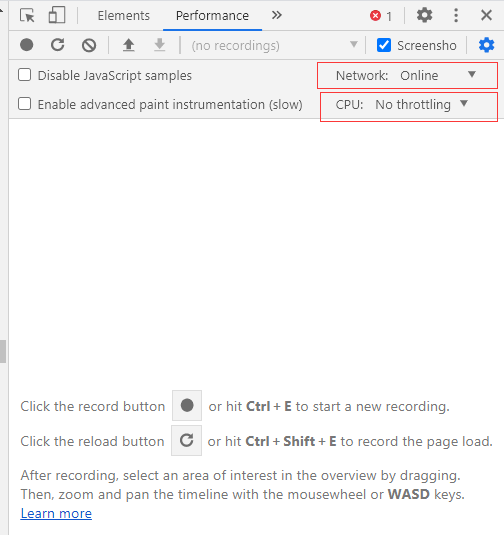 Elements Performance 1
(no recordings) Screensho
Disable JavaScript samples Network: Online
Enable advanced paint instrumentation (slow) CPU: No throttling
Click the record button or hit Ctrl + E to start a new recording.
Click the reload button or hit Ctrl + Shift + E to record the page load.
After recording, select an area of interest in the overview by dragging.
Then, zoom and pan the timeline with the mousewheel or WASD keys.
Learn more